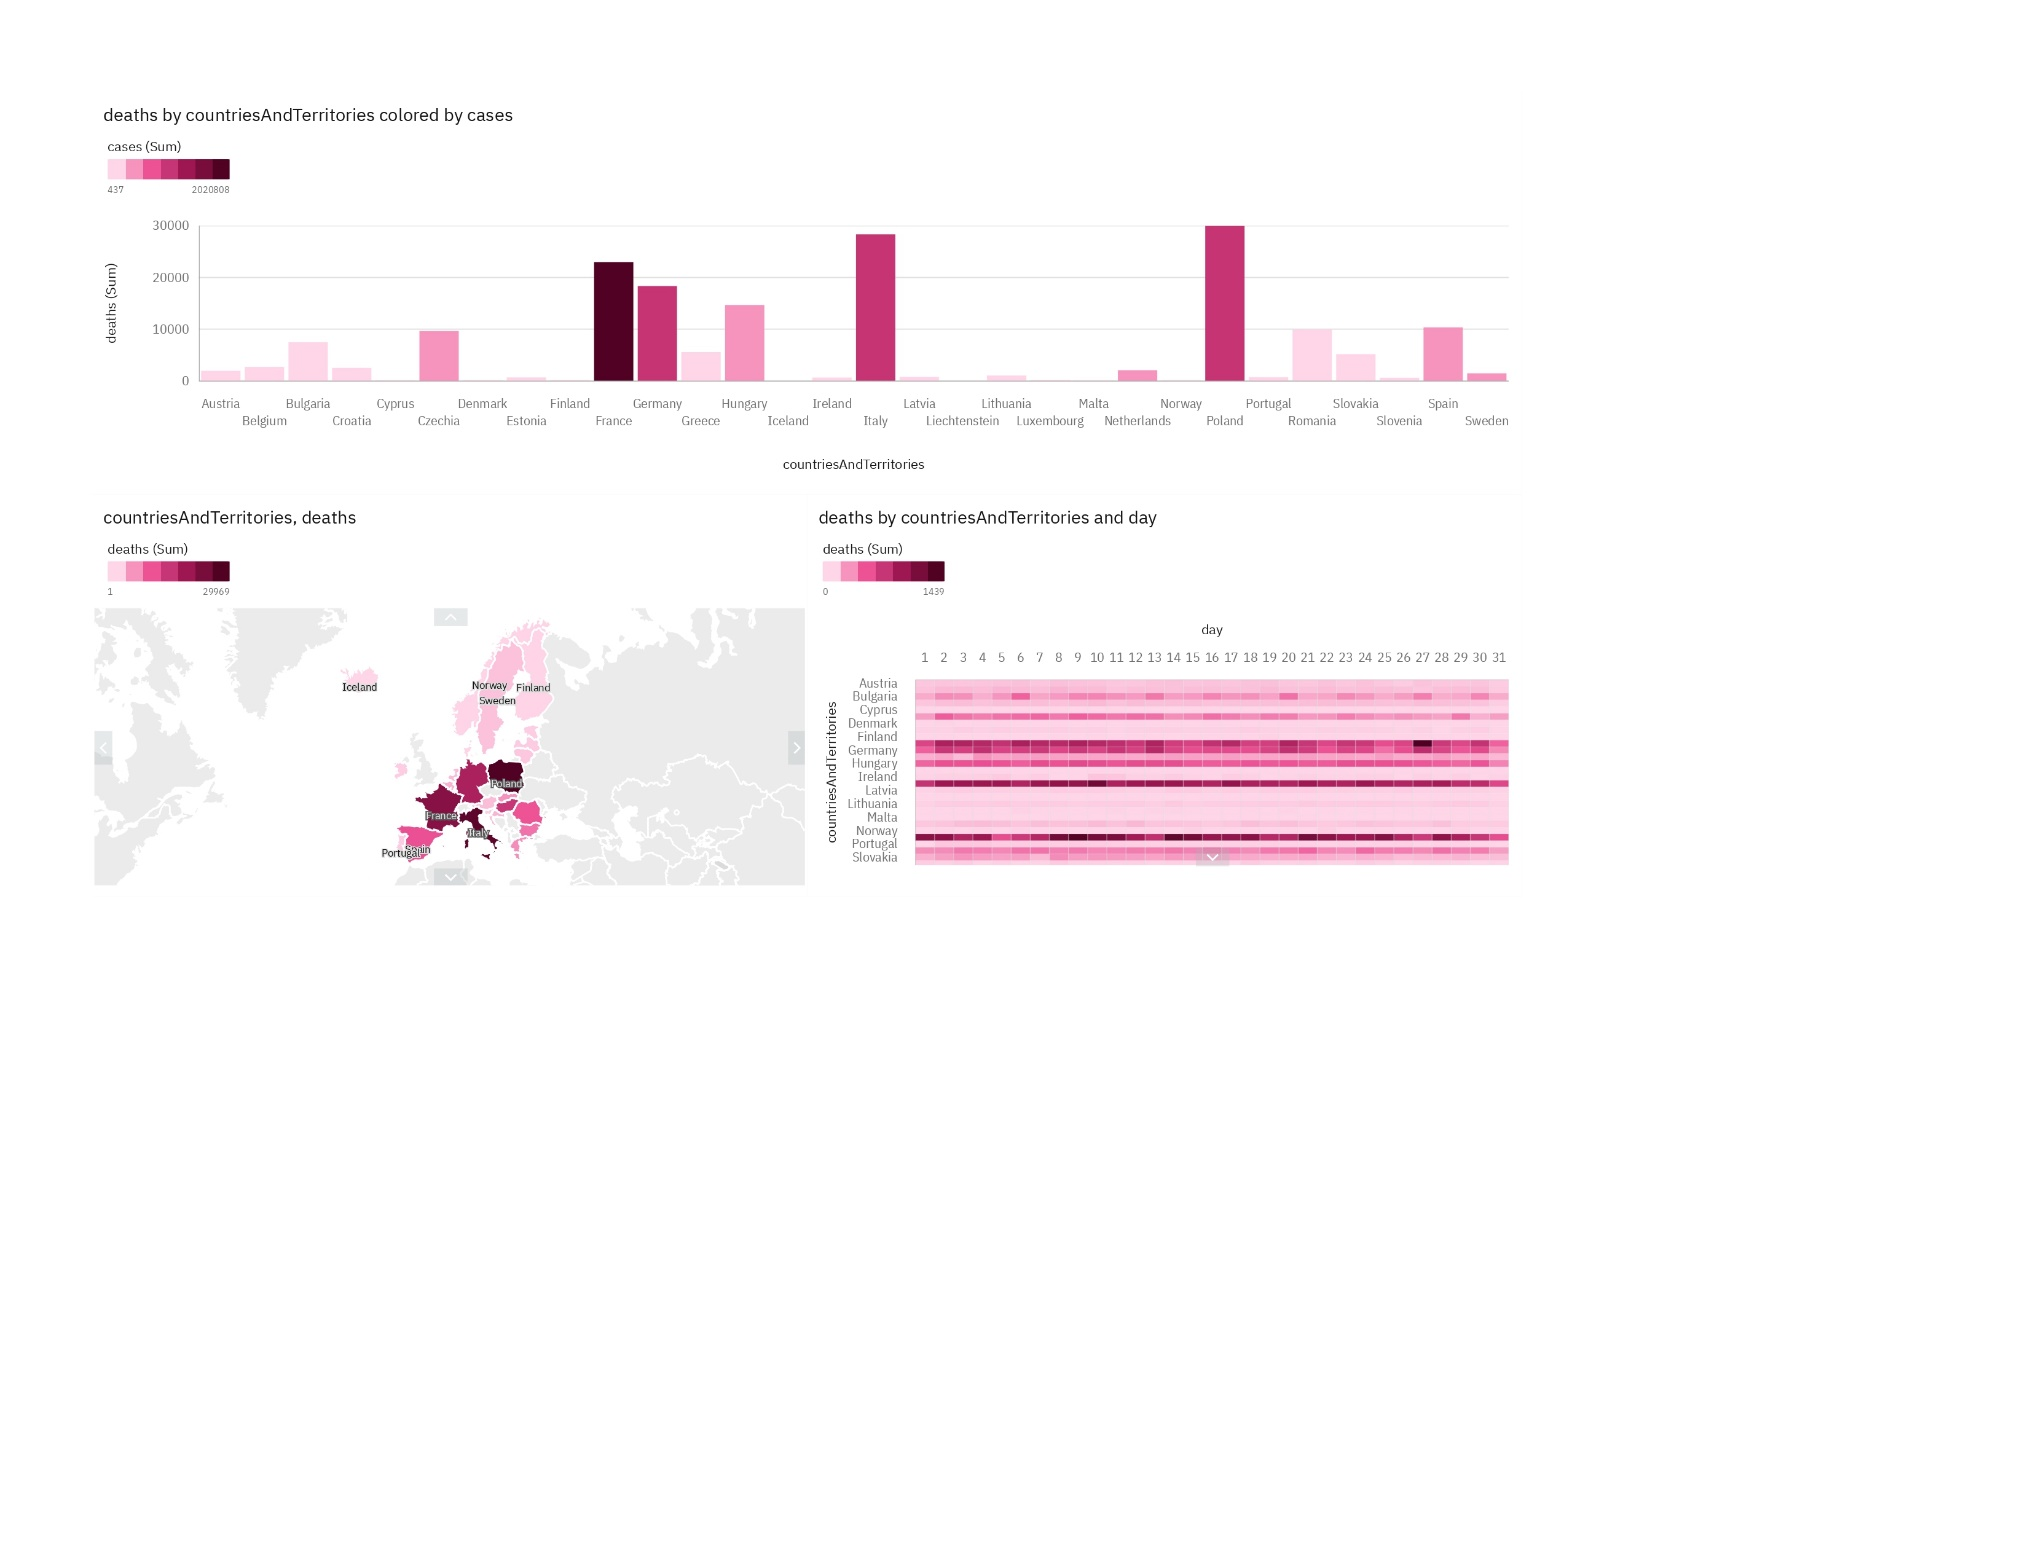 deaths by countriesAndTerritories colored by cases
cases (Sum)
437 2020808
deaths (Sum)
30000
20000
10000
0
Austria Bulgaria Cyprus Denmark Finland Germany Hungary Ireland Latvia Lithuania Malta Norway Portugal Slovakia Spain
Belgium Croatia Czechia Estonia France Greece Iceland Italy Liechtenstein Luxembourg Netherlands Poland Romania Slovenia Sweden
countriesAndTerritories
countriesAndTerritories, deaths
deaths (Sum)
1 29969
Iceland
Norway
Finland
Sweden
Poland
France
Italy
Spain
Portugal
deaths by countriesAndTerritories and day
deaths (Sum)
0 1439
day
1 2 3 4 5 6 7 8 9 10 11 12 13 14 15 16 17 18 19 20 21 22 23 24 25 26 27 28 29 30 31
countriesAndTerritories
Austria
Bulgaria
Cyprus
Denmark
Finland
Germany
Hungary
Ireland
Latvia
Lithuania
Malta
Norway
Portugal
Slovakia